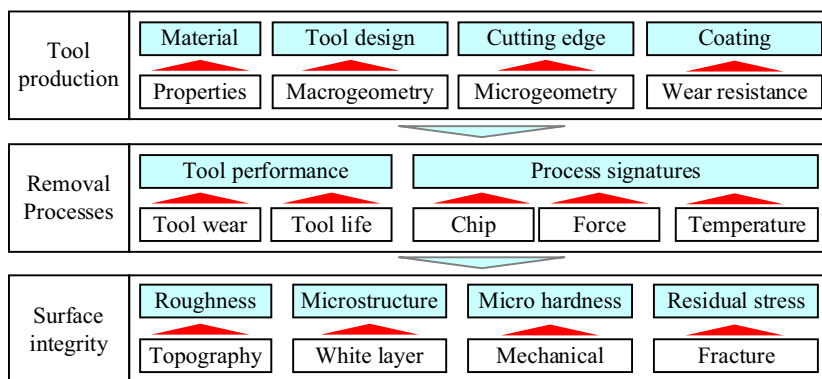 Tool production
Material
Tool design
Cutting edge
Coating
Properties
Macrogeometry
Microgeometry
Wear resistance
Removal Processes
Tool performance
Process signatures
Tool wear
Tool life
Chip
Force
Temperature
Surface integrity
Roughness
Microstructure
Micro hardness
Residual stress
Topography
White layer
Mechanical
Fracture